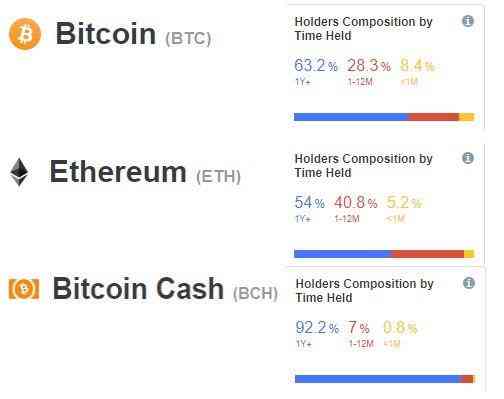 Bitcoin (BTC)
Holders Composition by
Time Held
63.2 % 28.3 % 8.4 %
1Y+ 1-12M <1M
Ethereum (ETH)
Holders Composition by
Time Held
54 % 40.8 % 5.2 %
1Y+ 1-12M <1M
Bitcoin Cash (BCH)
Holders Composition by
Time Held
92.2 % 7 % 0.8 %
1Y+ 1-12M <1M